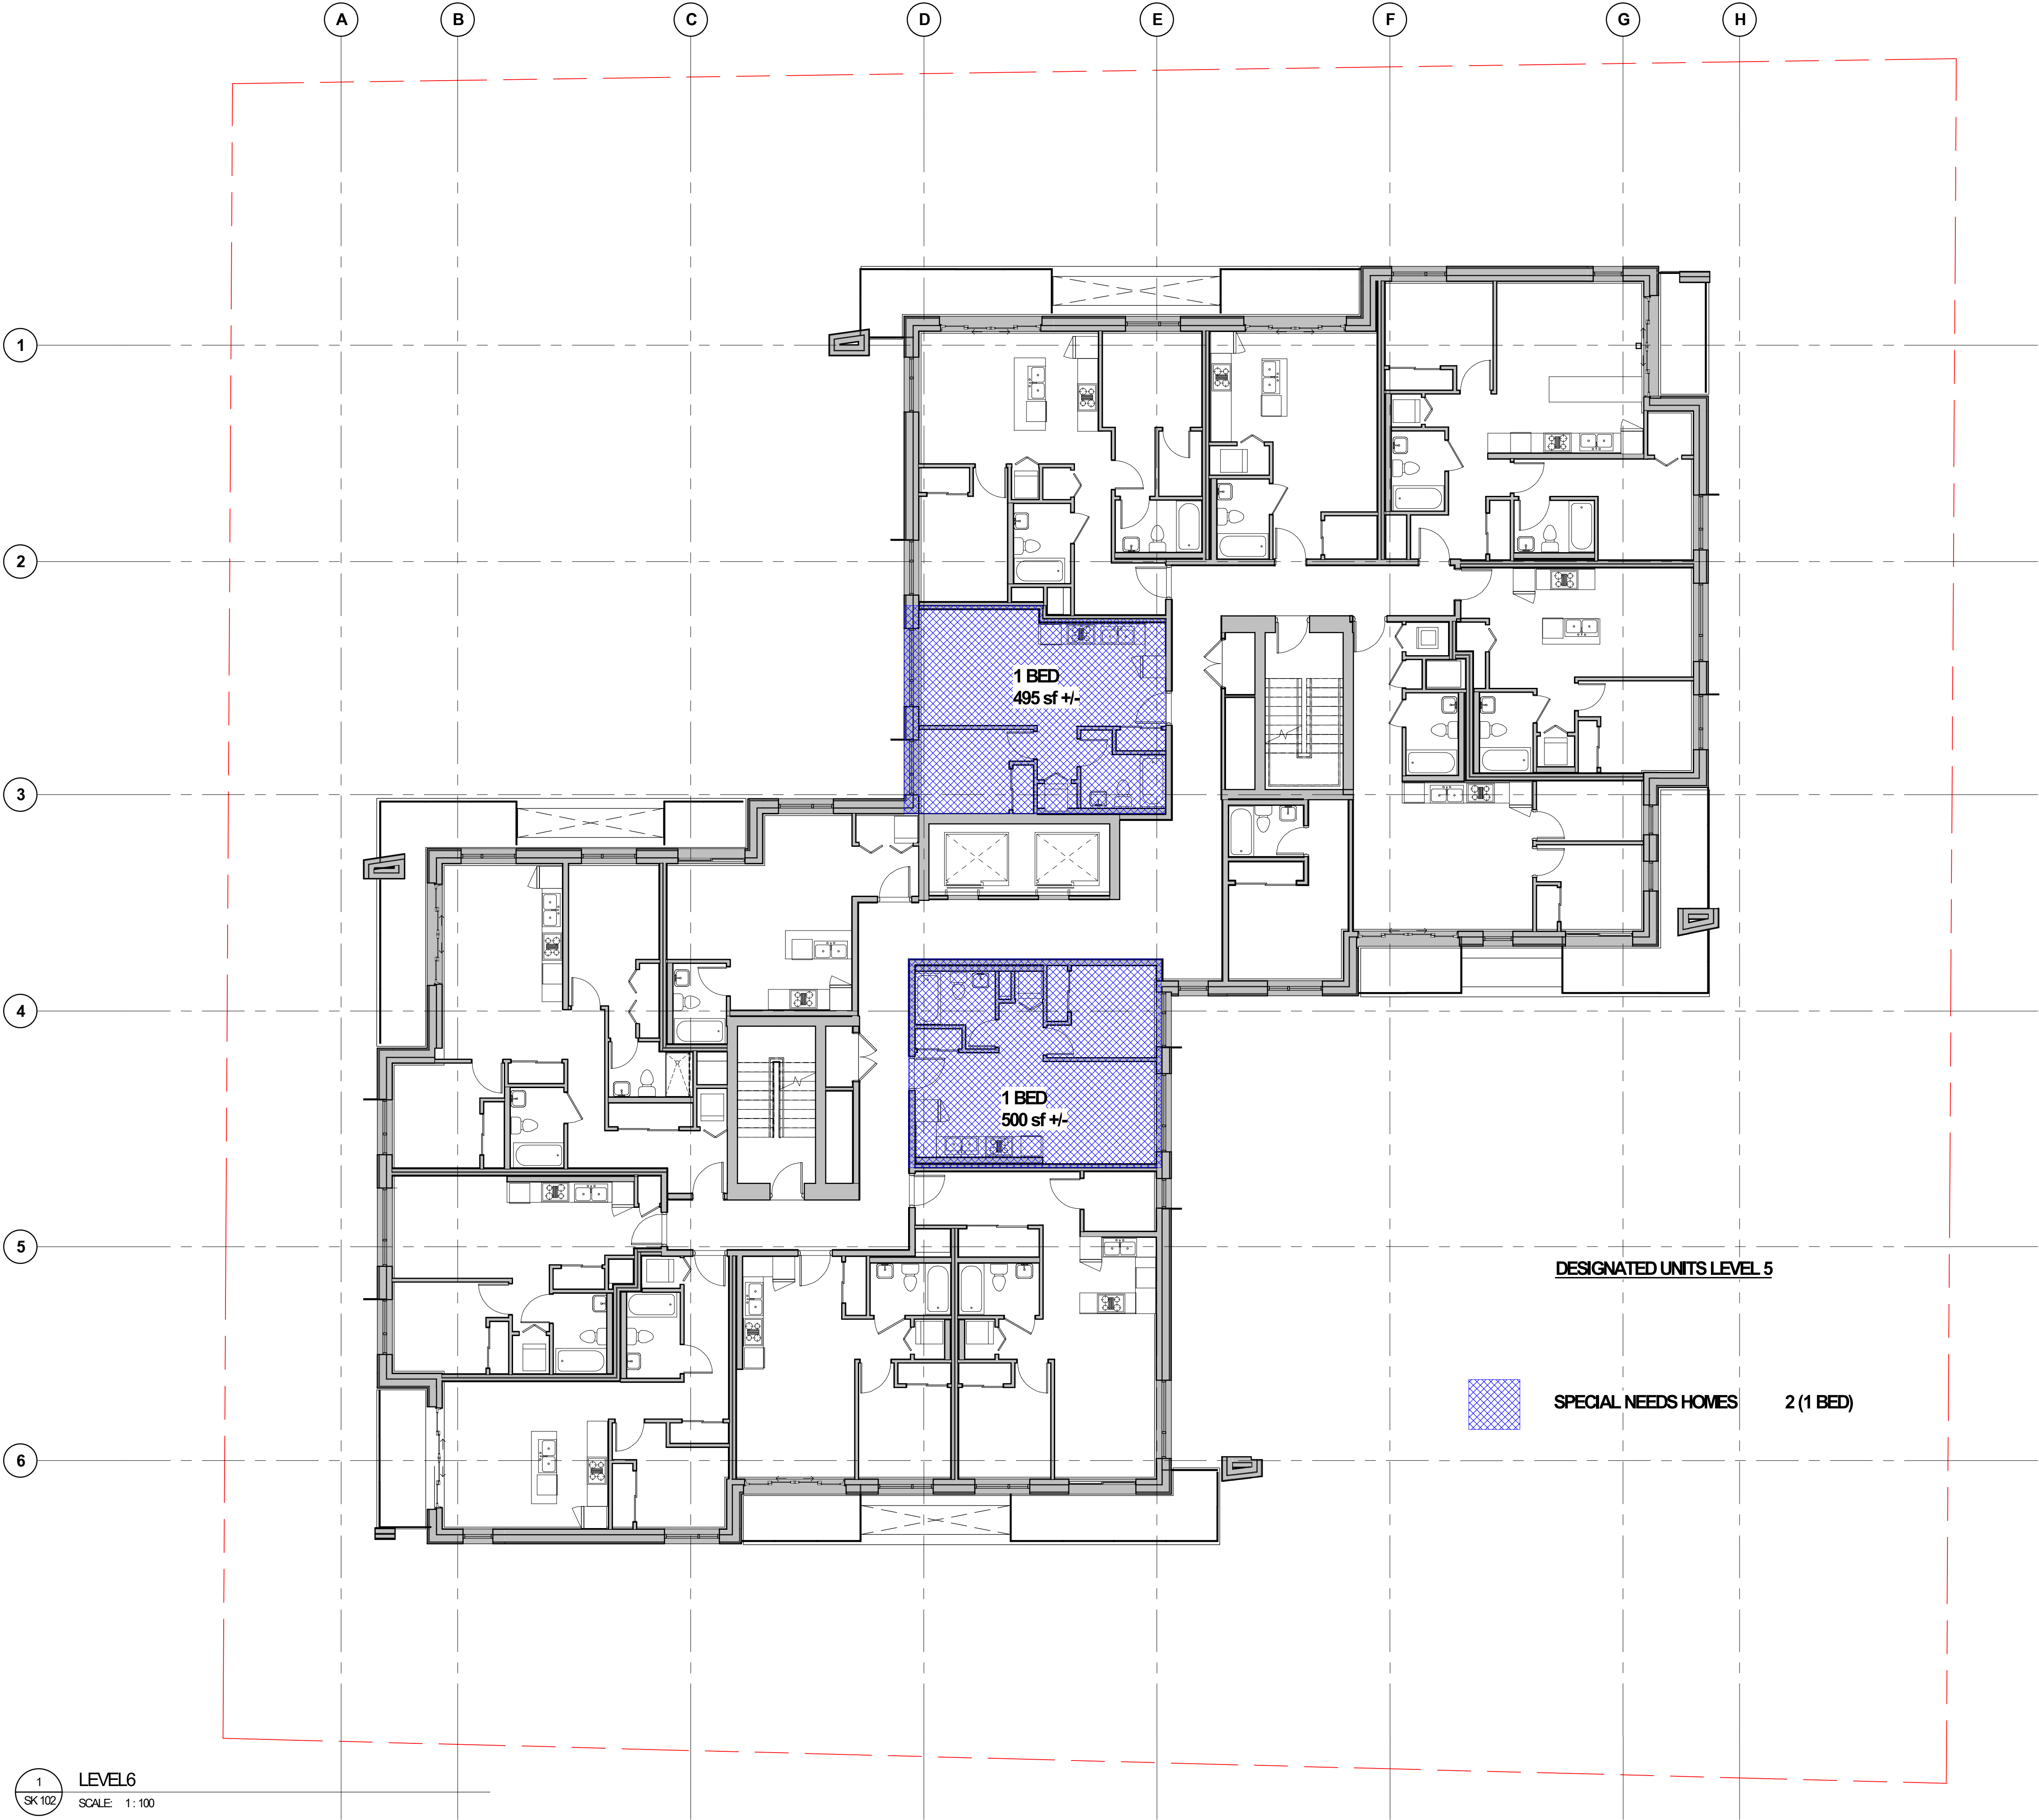 A B C D E F G H
1
2
1 BED
495 sf +/-
3
4
1 BED
500 sf +/-
5
DESIGNATED UNITS LEVEL 5
SPECIAL NEEDS HOMES 2 (1 BED)
6
1
SK 102
LEVEL6
SCALE: 1 : 100